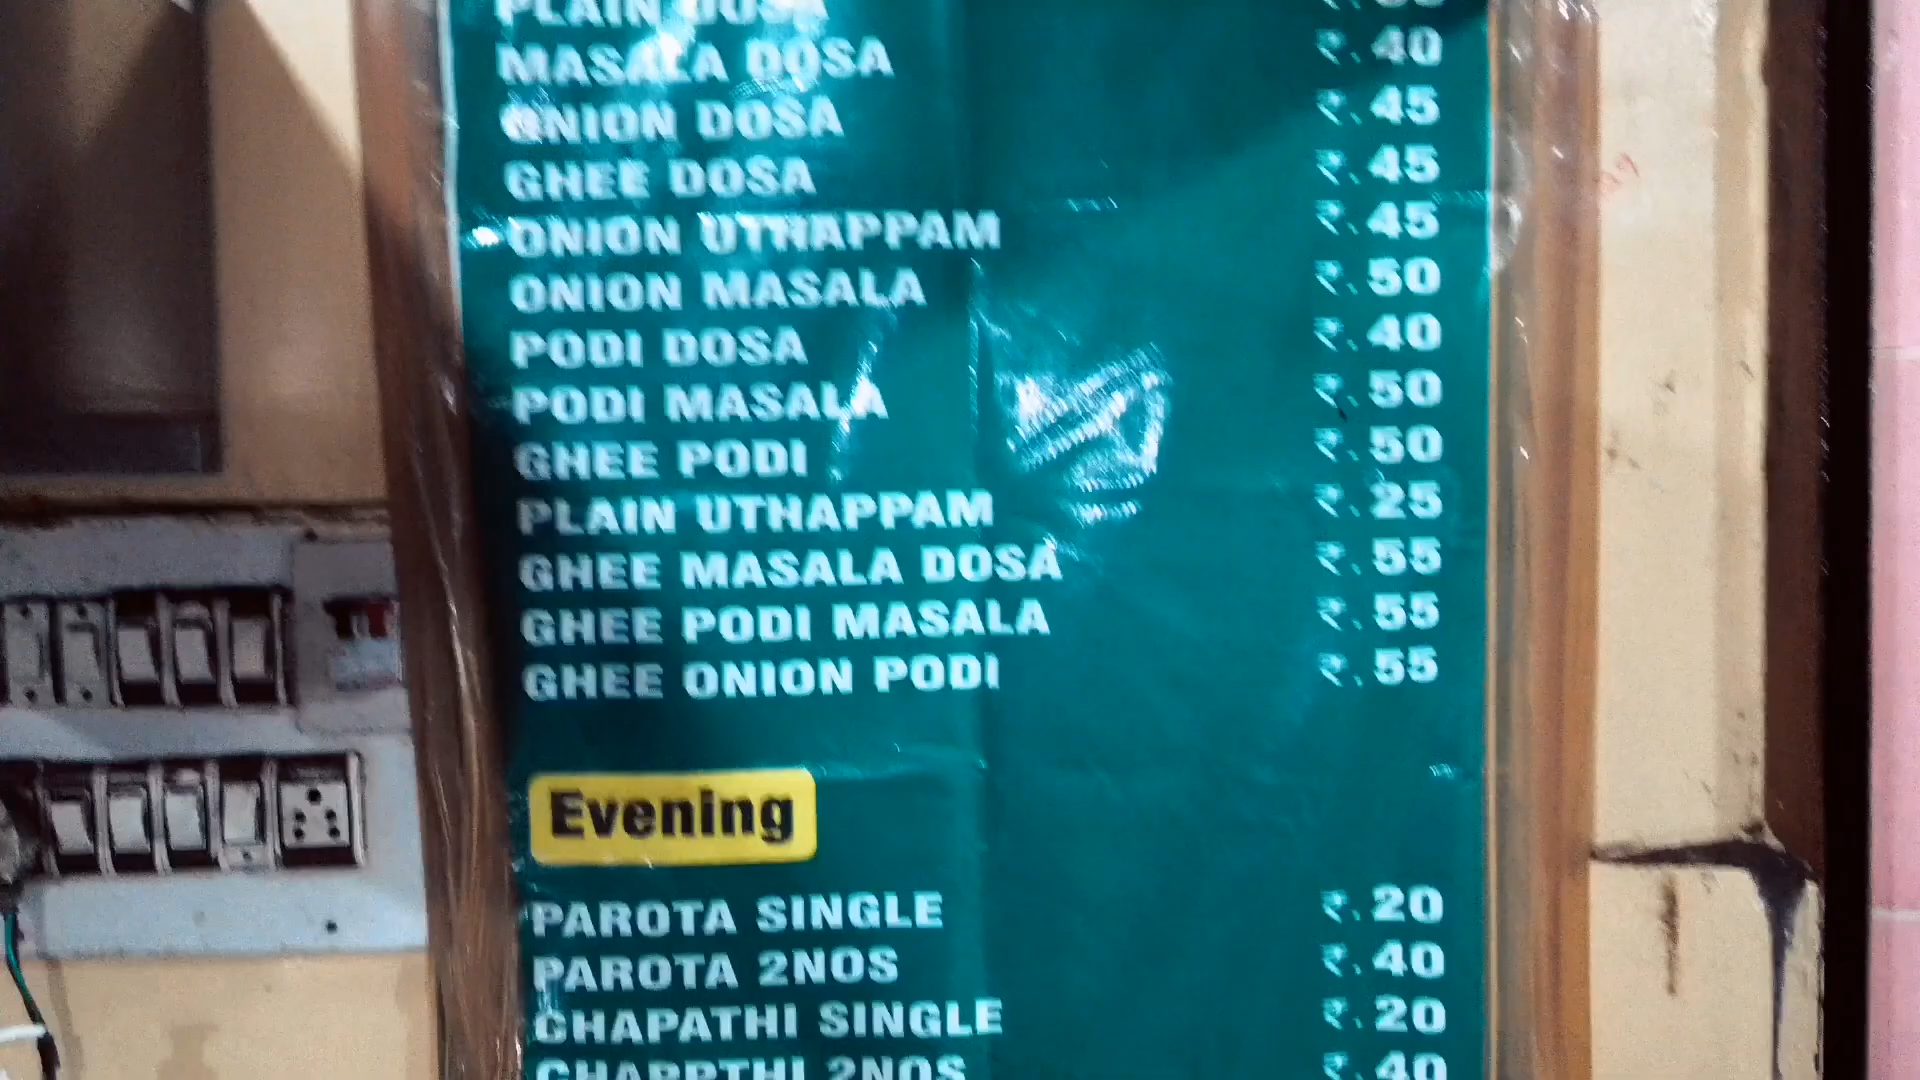 PLAIN DOSA
MASALA DOSA ₹. 40
ONION DOSA ₹. 45
GHEE DOSA ₹. 45
ONION UTHAPPAM ₹. 45
ONION MASALA ₹. 50
PODI DOSA ₹. 40
PODI MASALA ₹. 50
GHEE PODI ₹. 50
PLAIN UTHAPPAM ₹. 25
GHEE MASALA DOSA ₹. 55
GHEE PODI MASALA ₹. 55
GHEE ONION PODI ₹. 55
Evening
PAROTA SINGLE ₹. 20
PAROTA 2NOS ₹. 40
CHAPATHI SINGLE ₹. 20
CHAPPTHI 2NOS ₹. 40